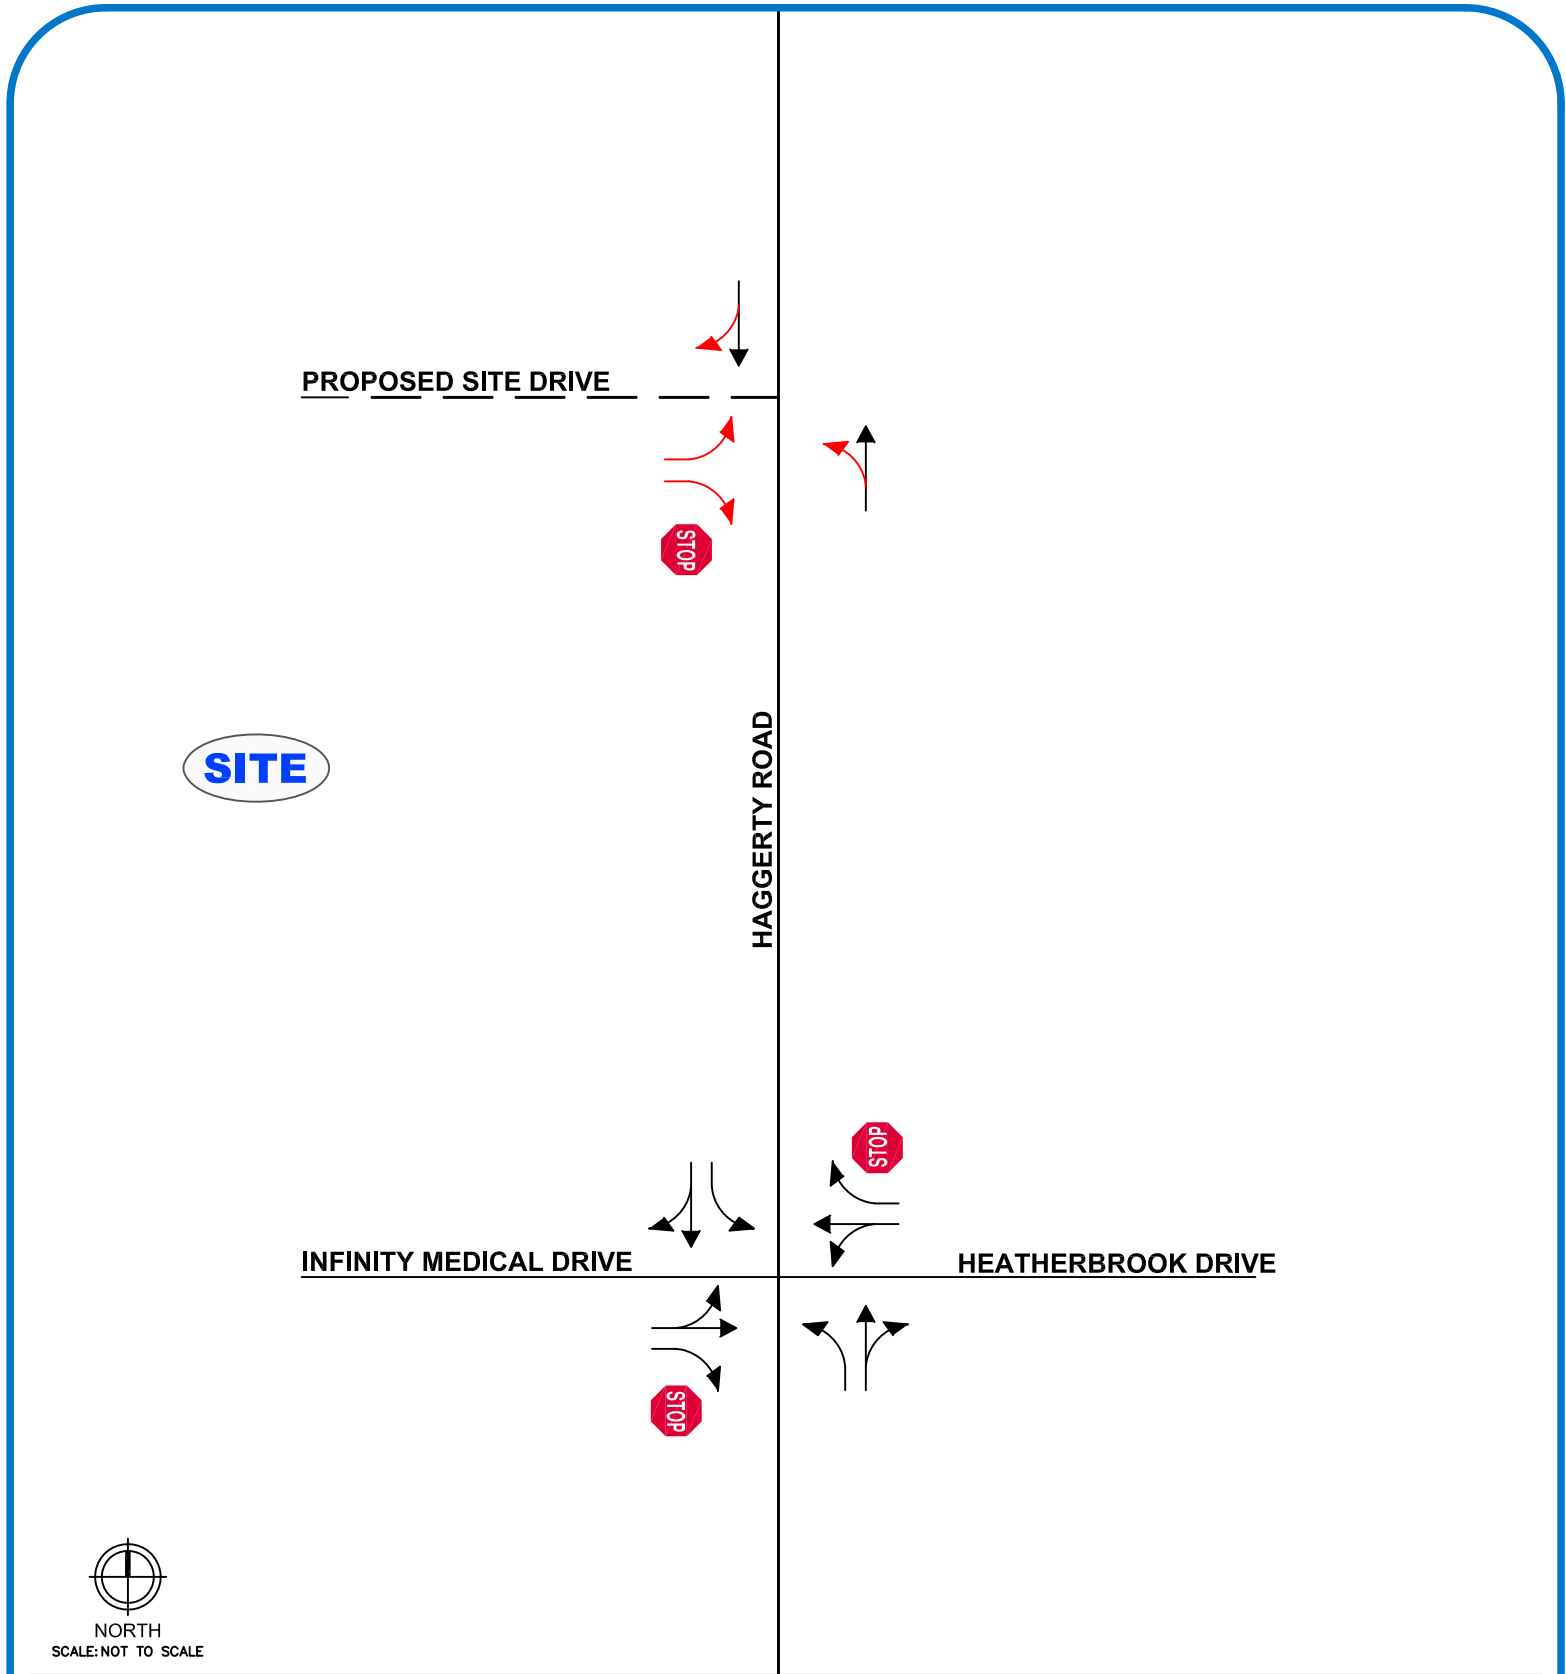 PROPOSED SITE DRIVE
STOP
HAGGERTY ROAD
SITE
STOP
INFINITY MEDICAL DRIVE
HEATHERBROOK DRIVE
STOP
NORTH
SCALE: NOT TO SCALE